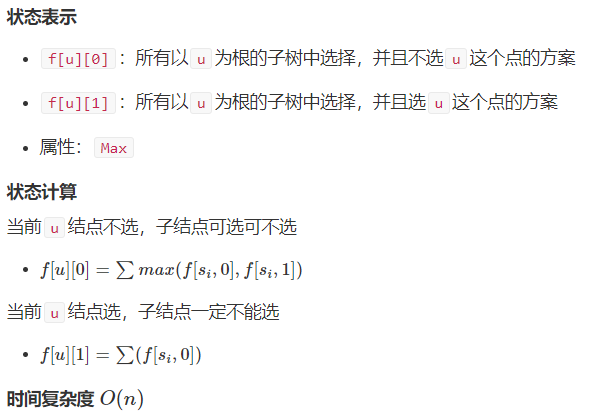 状态表示
f[u][0]：所有以 u 为根的子树中选择，并且不选 u 这个点的方案
f[u][1]：所有以 u 为根的子树中选择，并且选 u 这个点的方案
属性：Max
状态计算
当前 u 结点不选，子结点可选可不选
f[u][0] = ∑ max(f[s_i, 0], f[s_i, 1])
当前 u 结点选，子结点一定不能选
f[u][1] = ∑(f[s_i, 0])
时间复杂度 O(n)